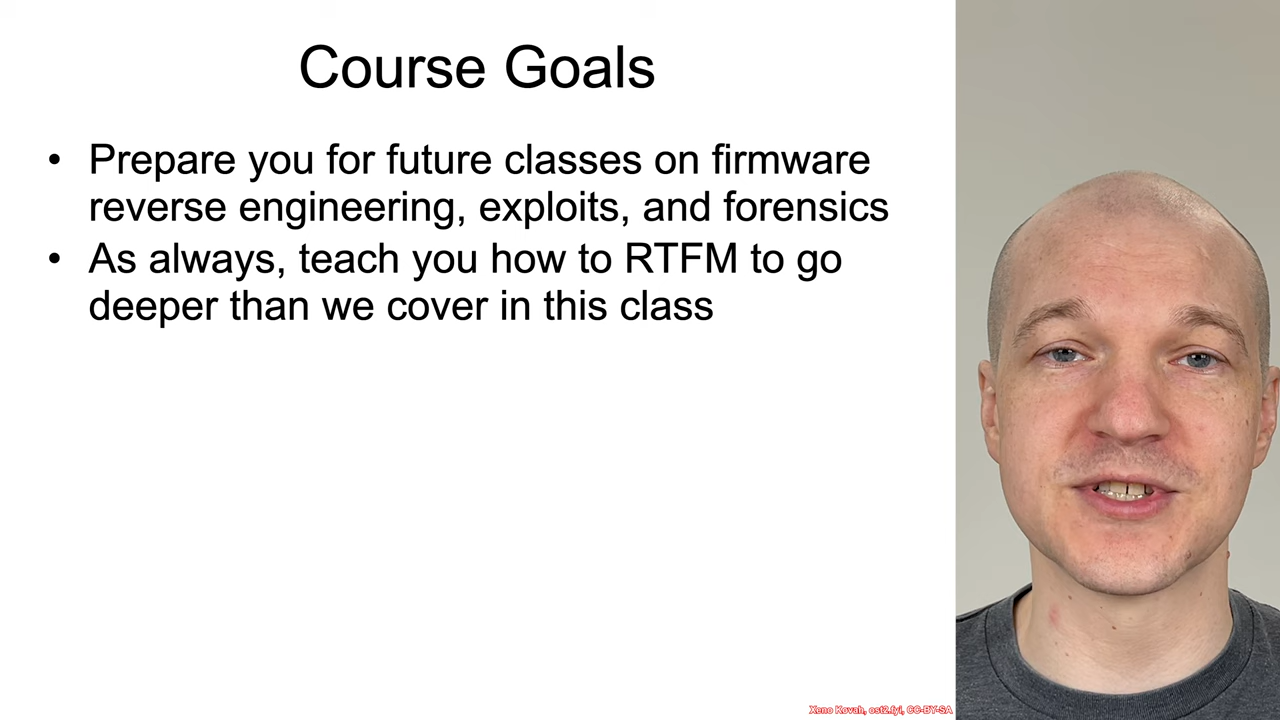 Course Goals
• Prepare you for future classes on firmware
reverse engineering, exploits, and forensics
• As always, teach you how to RTFM to go
deeper than we cover in this class
Xeno Kovah, ost2.fyi, CC-BY-SA